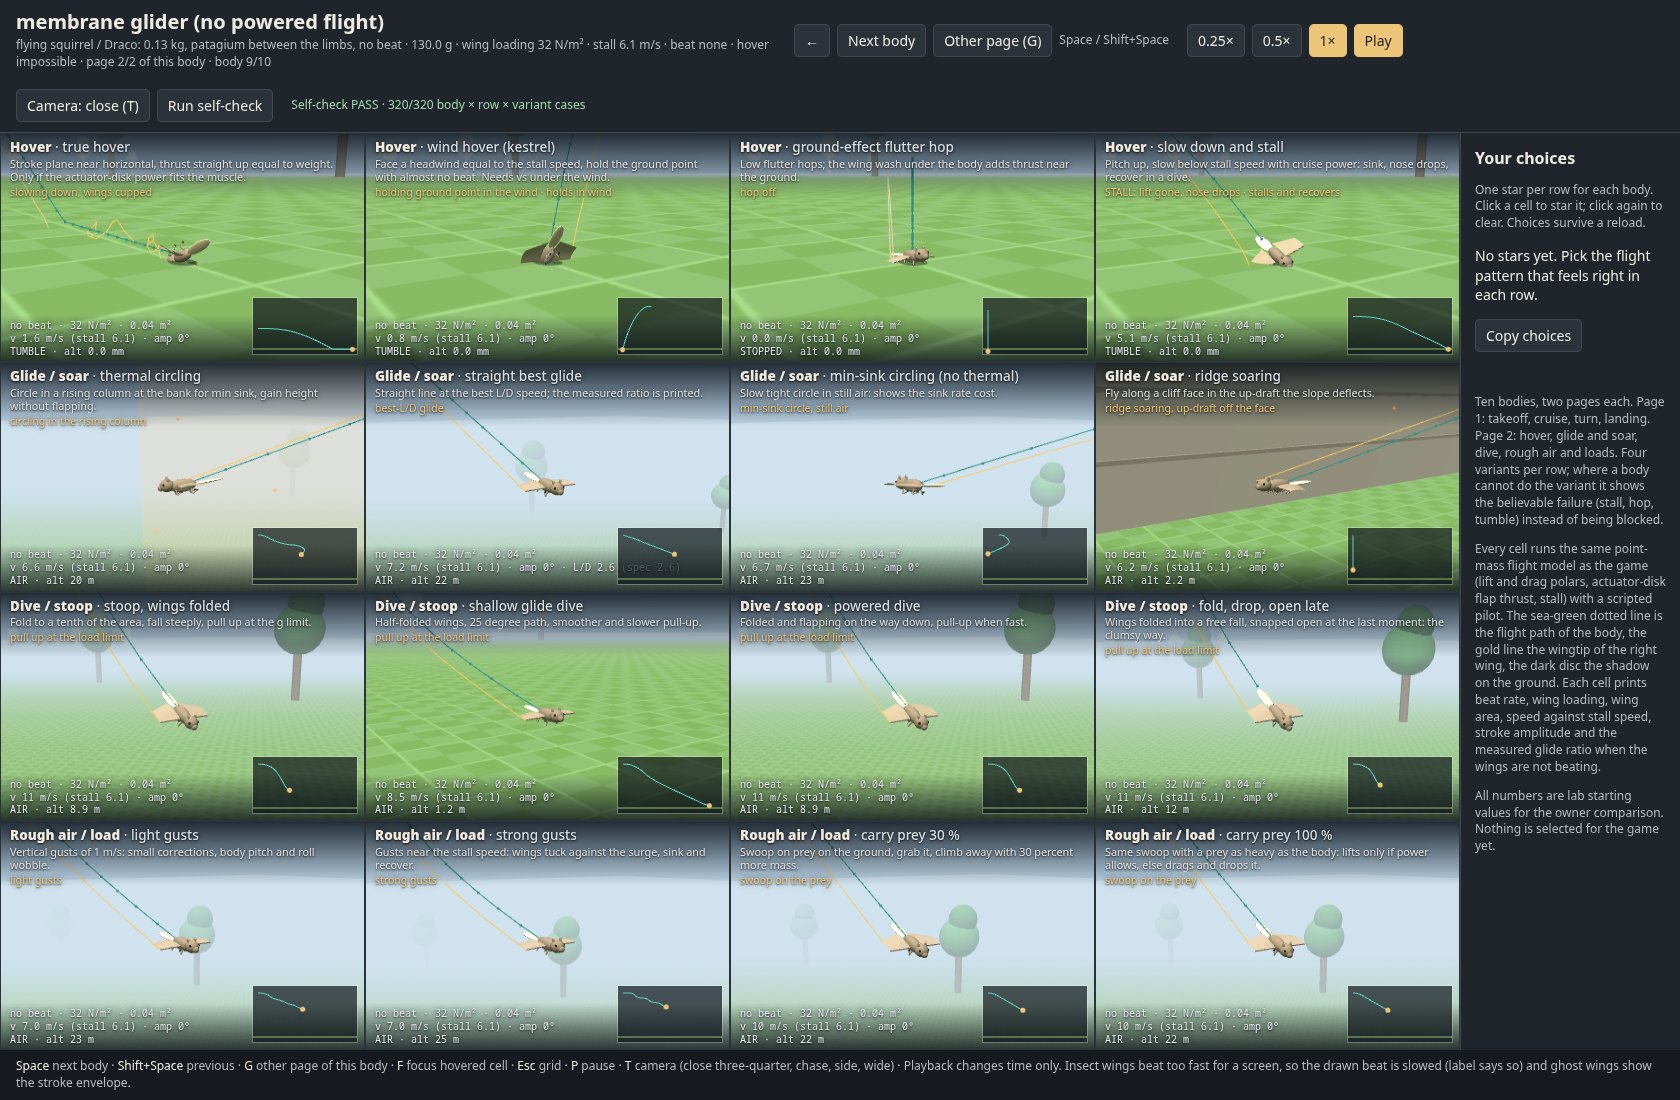 membrane glider (no powered flight)
flying squirrel / Draco: 0.13 kg, patagium between the limbs, no beat · 130.0 g · wing loading 32 N/m² · stall 6.1 m/s · beat none · hover
impossible · page 2/2 of this body · body 9/10
←
Next body
Other page (G)
Space / Shift+Space
0.25×
0.5×
1×
Play
Camera: close (T)
Run self-check
Self-check PASS · 320/320 body × row × variant cases
Hover · true hover
Stroke plane near horizontal, thrust straight up equal to weight.
Only if the actuator-disk power fits the muscle.
slowing down, wings cupped
no beat · 32 N/m² · 0.04 m²
v 1.6 m/s (stall 6.1) · amp 0°
TUMBLE · alt 0.0 mm
Hover · wind hover (kestrel)
Face a headwind equal to the stall speed, hold the ground point
with almost no beat. Needs vs under the wind.
holding ground point in the wind · holds in wind
no beat · 32 N/m² · 0.04 m²
v 0.8 m/s (stall 6.1) · amp 0°
TUMBLE · alt 0.0 mm
Hover · ground-effect flutter hop
Low flutter hops; the wing wash under the body adds thrust near
the ground.
hop off
no beat · 32 N/m² · 0.04 m²
v 0.0 m/s (stall 6.1) · amp 0°
STOPPED · alt 0.0 mm
Hover · slow down and stall
Pitch up, slow below stall speed with cruise power: sink, nose drops,
recover in a dive.
STALL: lift gone, nose drops · stalls and recovers
no beat · 32 N/m² · 0.04 m²
v 5.1 m/s (stall 6.1) · amp 0°
TUMBLE · alt 0.0 mm
Glide / soar · thermal circling
Circle in a rising column at the bank for min sink, gain height
without flapping.
circling in the rising column
no beat · 32 N/m² · 0.04 m²
v 6.6 m/s (stall 6.1) · amp 0°
AIR · alt 20 m
Glide / soar · straight best glide
Straight line at the best L/D speed; the measured ratio is printed.
best-L/D glide
no beat · 32 N/m² · 0.04 m²
v 7.2 m/s (stall 6.1) · amp 0° · L/D 2.6 (spec 2.6)
AIR · alt 22 m
Glide / soar · min-sink circling (no thermal)
Slow tight circle in still air: shows the sink rate cost.
min-sink circle, still air
no beat · 32 N/m² · 0.04 m²
v 6.7 m/s (stall 6.1) · amp 0°
AIR · alt 23 m
Glide / soar · ridge soaring
Fly along a cliff face in the up-draft the slope deflects.
ridge soaring, up-draft off the face
no beat · 32 N/m² · 0.04 m²
v 6.2 m/s (stall 6.1) · amp 0°
AIR · alt 2.2 m
Dive / stoop · stoop, wings folded
Fold to a tenth of the area, fall steeply, pull up at the g limit.
pull up at the load limit
no beat · 32 N/m² · 0.04 m²
v 11 m/s (stall 6.1) · amp 0°
AIR · alt 8.9 m
Dive / stoop · shallow glide dive
Half-folded wings, 25 degree path, smoother and slower pull-up.
pull up at the load limit
no beat · 32 N/m² · 0.04 m²
v 8.5 m/s (stall 6.1) · amp 0°
AIR · alt 1.2 m
Dive / stoop · powered dive
Folded and flapping on the way down, pull-up when fast.
pull up at the load limit
no beat · 32 N/m² · 0.04 m²
v 11 m/s (stall 6.1) · amp 0°
AIR · alt 8.9 m
Dive / stoop · fold, drop, open late
Wings folded into a free fall, snapped open at the last moment: the
clumsy way.
pull up at the load limit
no beat · 32 N/m² · 0.04 m²
v 11 m/s (stall 6.1) · amp 0°
AIR · alt 12 m
Rough air / load · light gusts
Vertical gusts of 1 m/s: small corrections, body pitch and roll
wobble.
light gusts
no beat · 32 N/m² · 0.04 m²
v 7.0 m/s (stall 6.1) · amp 0°
AIR · alt 23 m
Rough air / load · strong gusts
Gusts near the stall speed: wings tuck against the surge, sink and
recover.
strong gusts
no beat · 32 N/m² · 0.04 m²
v 7.0 m/s (stall 6.1) · amp 0°
AIR · alt 25 m
Rough air / load · carry prey 30 %
Swoop on prey on the ground, grab it, climb away with 30 percent
more mass.
swoop on the prey
no beat · 32 N/m² · 0.04 m²
v 10 m/s (stall 6.1) · amp 0°
AIR · alt 22 m
Rough air / load · carry prey 100 %
Same swoop with a prey as heavy as the body: lifts only if power
allows, else drags and drops it.
swoop on the prey
no beat · 32 N/m² · 0.04 m²
v 10 m/s (stall 6.1) · amp 0°
AIR · alt 22 m
Your choices
One star per row for each body.
Click a cell to star it; click again to
clear. Choices survive a reload.
No stars yet. Pick the flight
pattern that feels right in
each row.
Copy choices
Ten bodies, two pages each. Page
1: takeoff, cruise, turn, landing.
Page 2: hover, glide and soar,
dive, rough air and loads. Four
variants per row; where a body
cannot do the variant it shows
the believable failure (stall, hop,
tumble) instead of being blocked.
Every cell runs the same point-
mass flight model as the game
(lift and drag polars, actuator-disk
flap thrust, stall) with a scripted
pilot. The sea-green dotted line is
the flight path of the body, the
gold line the wingtip of the right
wing, the dark disc the shadow
on the ground. Each cell prints
beat rate, wing loading, wing
area, speed against stall speed,
stroke amplitude and the
measured glide ratio when the
wings are not beating.
All numbers are lab starting
values for the owner comparison.
Nothing is selected for the game
yet.
Space next body · Shift+Space previous · G other page of this body · F focus hovered cell · Esc grid · P pause · T camera (close three-quarter, chase, side, wide) · Playback changes time only. Insect wings beat too fast for a screen, so the drawn beat is slowed (label says so) and ghost wings show
the stroke envelope.